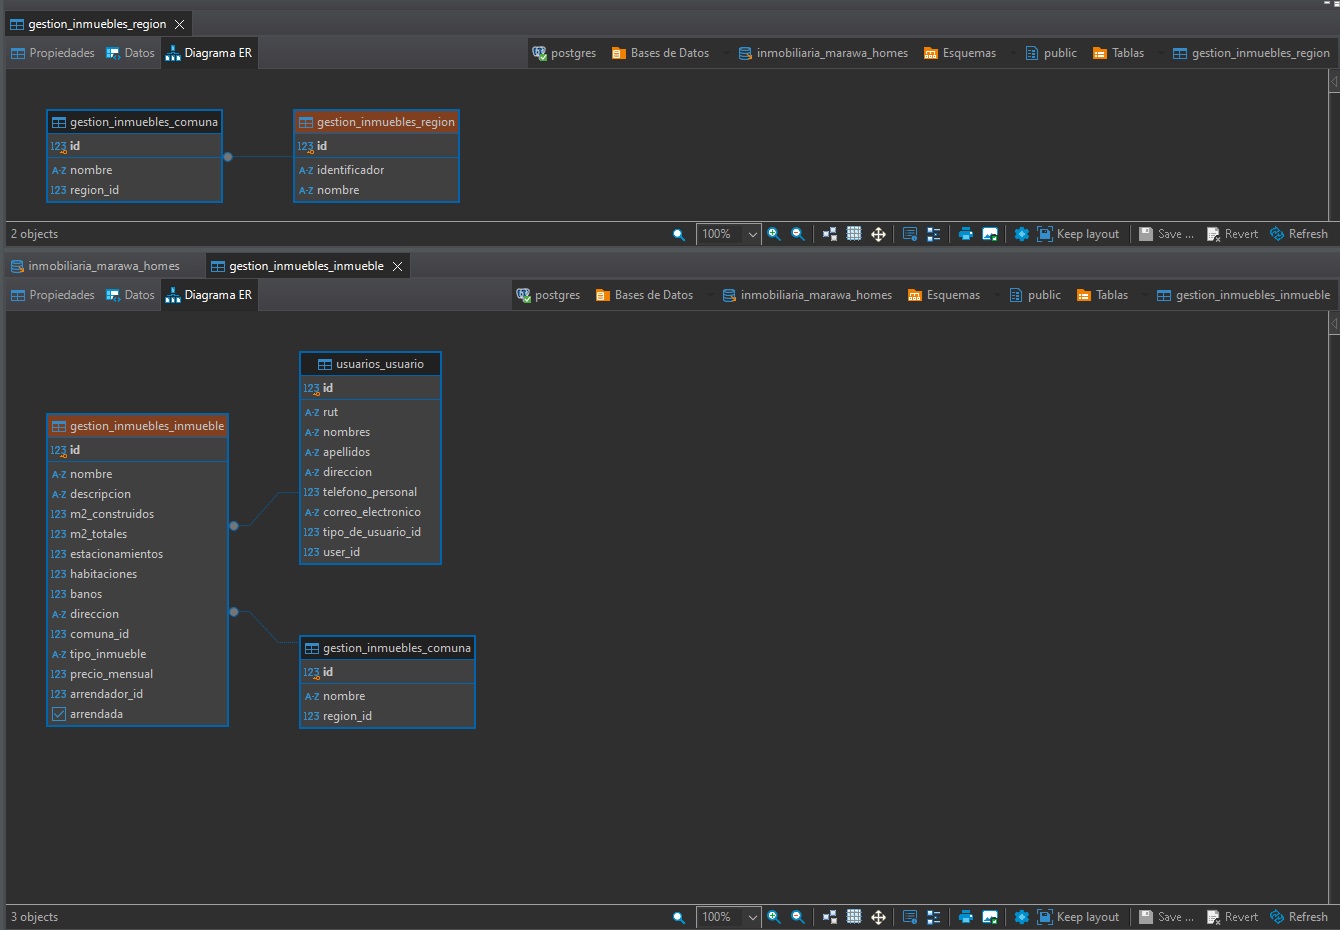 gestion_inmuebles_region
Propiedades Datos Diagrama ER postgres Bases de Datos inmobiliaria_marawa_homes Esquemas public Tablas gestion_inmuebles_region
gestion_inmuebles_comuna
123 id
A-Z nombre
123 region_id
gestion_inmuebles_region
123 id
A-Z identificador
A-Z nombre
2 objects 100% Keep layout Save ... Revert Refresh
inmobiliaria_marawa_homes gestion_inmuebles_inmueble
Propiedades Datos Diagrama ER postgres Bases de Datos inmobiliaria_marawa_homes Esquemas public Tablas gestion_inmuebles_inmueble
usuarios_usuario
123 id
A-Z rut
A-Z nombres
A-Z apellidos
A-Z direccion
123 telefono_personal
A-Z correo_electronico
123 tipo_de_usuario_id
123 user_id
gestion_inmuebles_inmueble
123 id
A-Z nombre
A-Z descripcion
123 m2_construidos
123 m2_totales
123 estacionamientos
123 habitaciones
123 banos
A-Z direccion
123 comuna_id
A-Z tipo_inmueble
123 precio_mensual
123 arrendador_id
arrendada
gestion_inmuebles_comuna
123 id
A-Z nombre
123 region_id
3 objects 100% Keep layout Save ... Revert Refresh